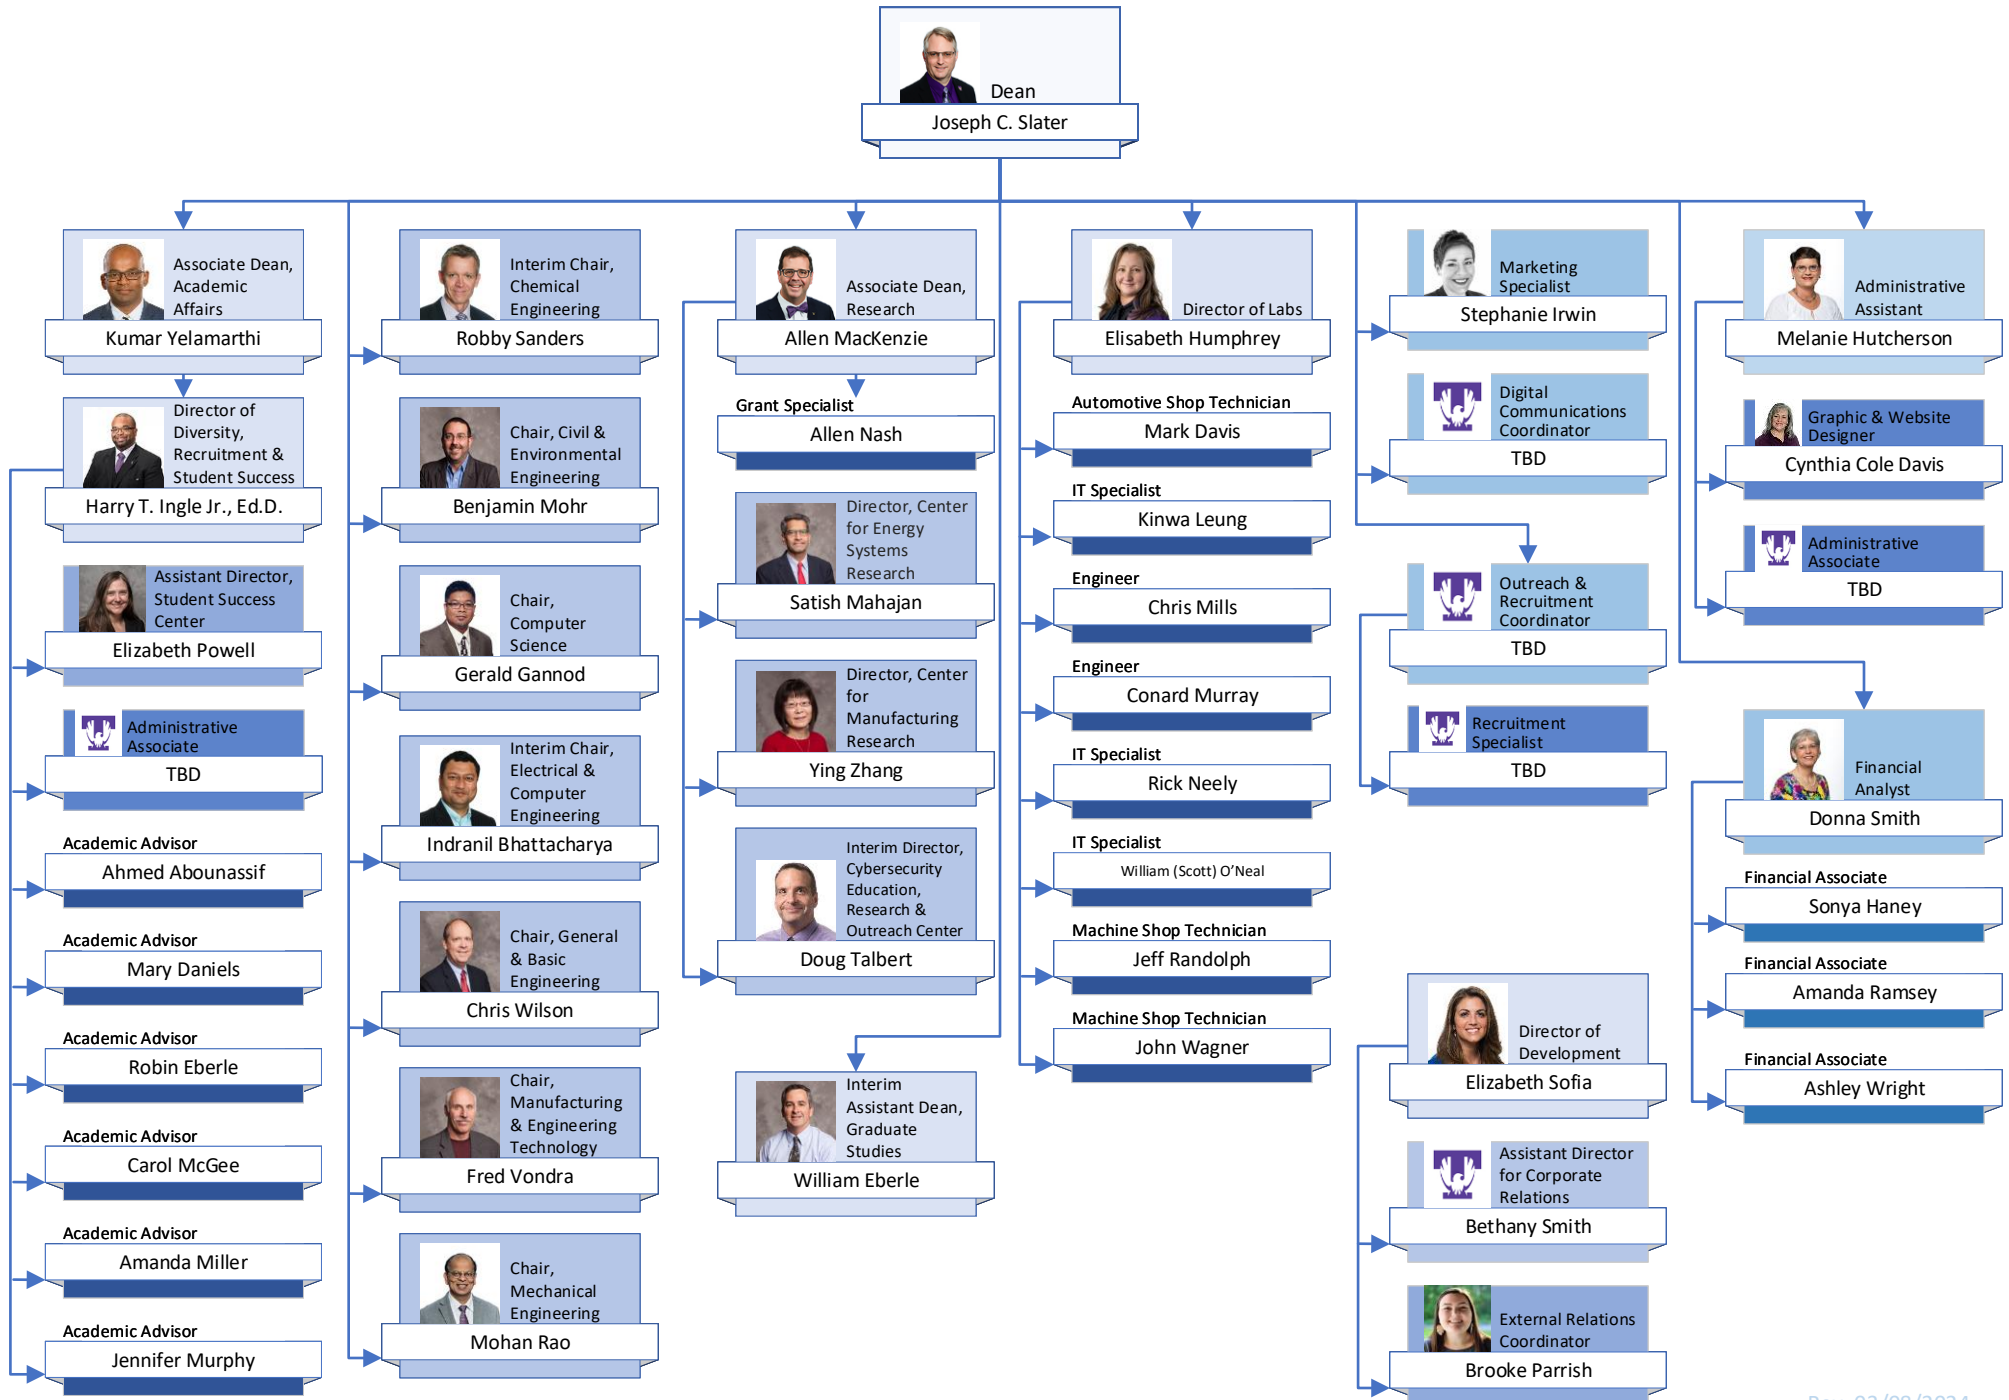 Dean
Joseph C. Slater
Associate Dean,
Academic
Affairs
Kumar Yelamarthi
Director of
Diversity,
Recruitment &
Student Success
Harry T. Ingle Jr., Ed.D.
Assistant Director,
Student Success
Center
Elizabeth Powell
Administrative
Associate
TBD
Academic Advisor
Ahmed Abounassif
Academic Advisor
Mary Daniels
Academic Advisor
Robin Eberle
Academic Advisor
Carol McGee
Academic Advisor
Amanda Miller
Academic Advisor
Jennifer Murphy
Interim Chair,
Chemical
Engineering
Robby Sanders
Chair, Civil &
Environmental
Engineering
Benjamin Mohr
Chair,
Computer
Science
Gerald Gannod
Interim Chair,
Electrical &
Computer
Engineering
Indranil Bhattacharya
Chair, General
& Basic
Engineering
Chris Wilson
Chair,
Manufacturing
& Engineering
Technology
Fred Vondra
Chair,
Mechanical
Engineering
Mohan Rao
Associate Dean,
Research
Allen MacKenzie
Grant Specialist
Allen Nash
Director, Center
for Energy
Systems
Research
Satish Mahajan
Director, Center
for
Manufacturing
Research
Ying Zhang
Interim Director,
Cybersecurity
Education,
Research &
Outreach Center
Doug Talbert
Interim
Assistant Dean,
Graduate
Studies
William Eberle
Director of Labs
Elisabeth Humphrey
Automotive Shop Technician
Mark Davis
IT Specialist
Kinwa Leung
Engineer
Chris Mills
Engineer
Conard Murray
IT Specialist
Rick Neely
IT Specialist
William (Scott) O’Neal
Machine Shop Technician
Jeff Randolph
Machine Shop Technician
John Wagner
Marketing
Specialist
Stephanie Irwin
Digital
Communications
Coordinator
TBD
Outreach &
Recruitment
Coordinator
TBD
Recruitment
Specialist
TBD
Director of
Development
Elizabeth Sofia
Assistant Director
for Corporate
Relations
Bethany Smith
External Relations
Coordinator
Brooke Parrish
Administrative
Assistant
Melanie Hutcherson
Graphic & Website
Designer
Cynthia Cole Davis
Administrative
Associate
TBD
Financial
Analyst
Donna Smith
Financial Associate
Sonya Haney
Financial Associate
Amanda Ramsey
Financial Associate
Ashley Wright